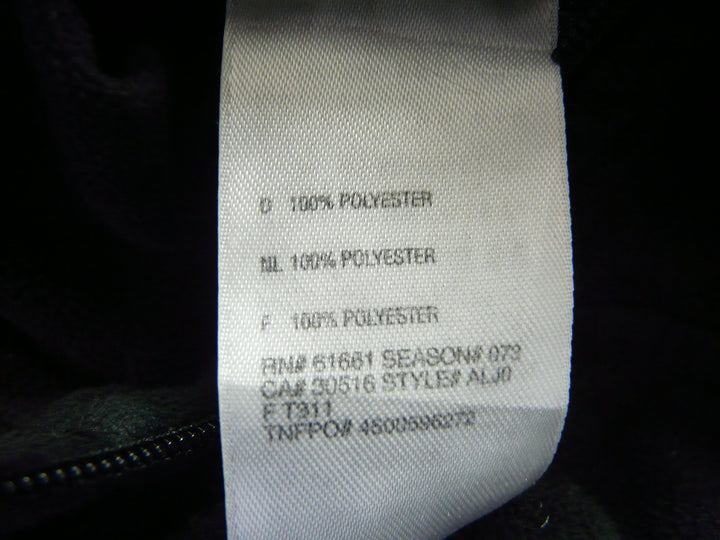 D 100% POLYESTER
NL 100% POLYESTER
F 100% POLYESTER
RN# 61661 SEASON# 073
CA# 30516 STYLE# ALJ0
F T311
TNFPO# 4500596272